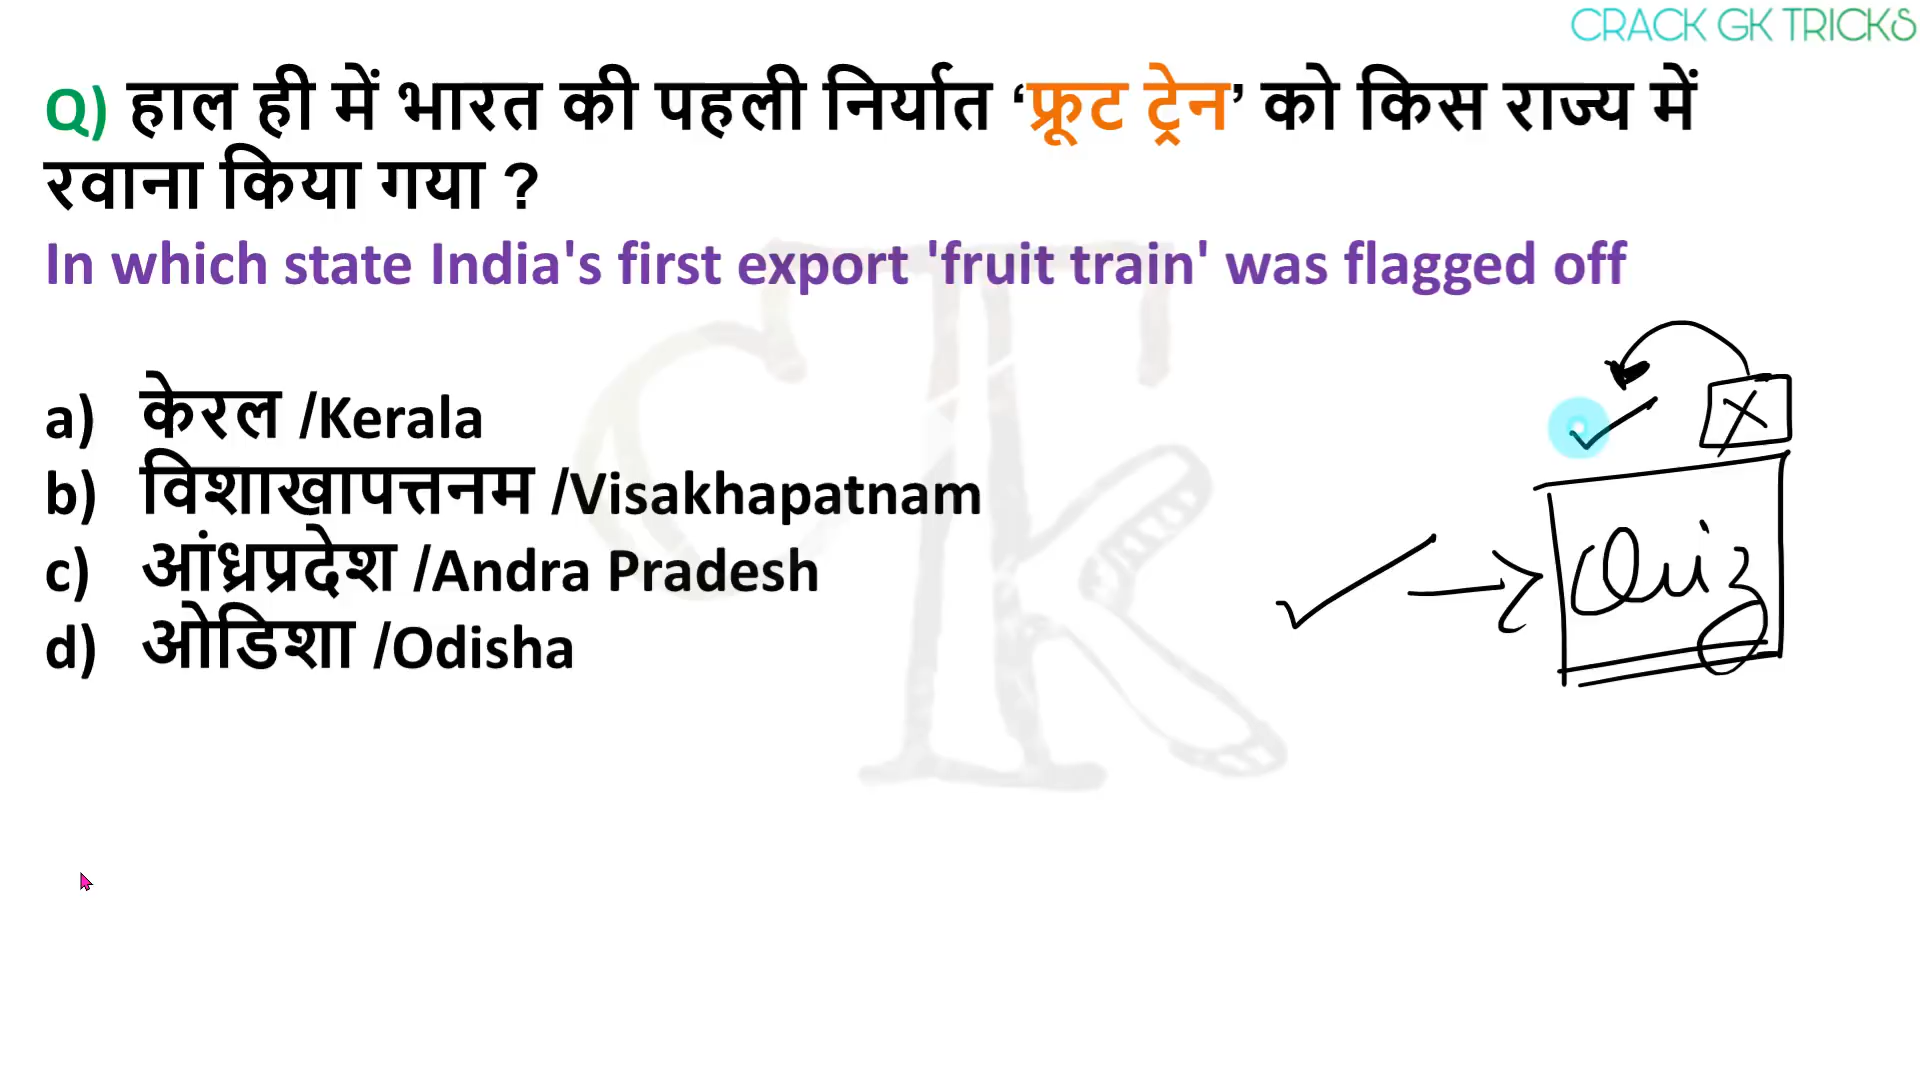 CRACK GK TRICKS
Q) हाल ही में भारत की पहली निर्यात ‘फ्रूट ट्रेन’ को किस राज्य में
रवाना किया गया ?
In which state India's first export 'fruit train' was flagged off
a) केरल /Kerala
b) विशाखापत्तनम /Visakhapatnam
c) आंध्रप्रदेश /Andra Pradesh
d) ओडिशा /Odisha
X
Quiz